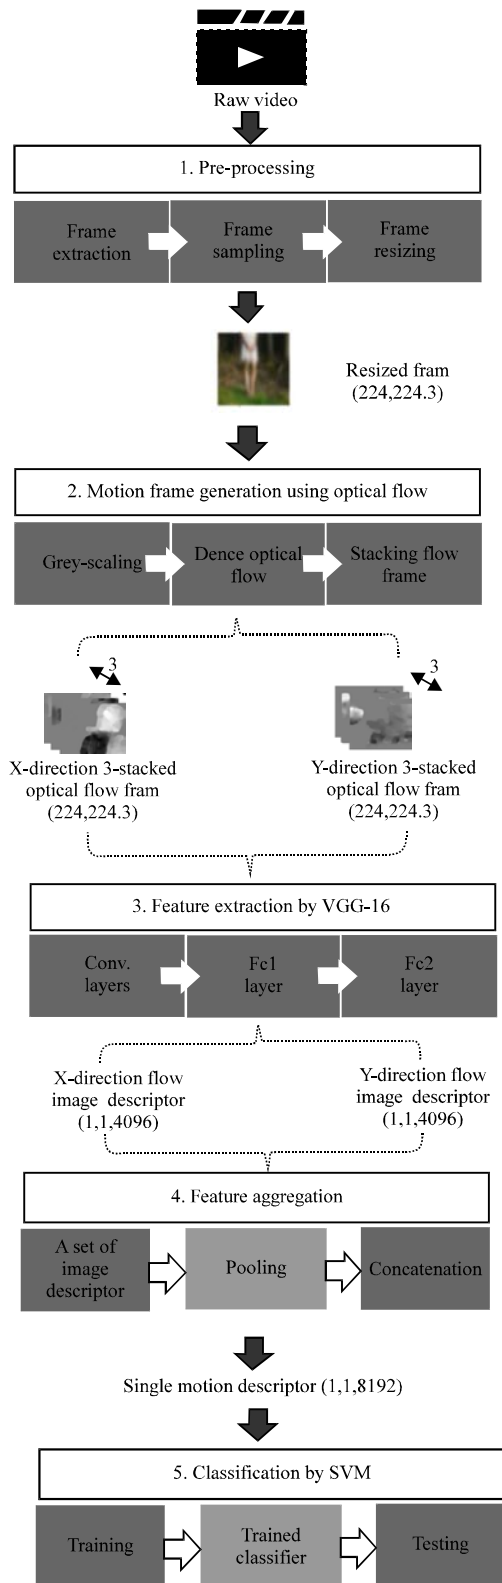 Raw video
1. Pre-processing
Frame
extraction
Frame
sampling
Frame
resizing
Resized fram
(224,224.3)
2. Motion frame generation using optical flow
Grey-scaling
Dence optical
flow
Stacking flow
frame
3
3
X-direction 3-stacked
optical flow fram
(224,224.3)
Y-direction 3-stacked
optical flow fram
(224,224.3)
3. Feature extraction by VGG-16
Conv.
layers
Fc1
layer
Fc2
layer
X-direction flow
image descriptor
(1,1,4096)
Y-direction flow
image descriptor
(1,1,4096)
4. Feature aggregation
A set of
image
descriptor
Pooling
Concatenation
Single motion descriptor (1,1,8192)
5. Classification by SVM
Training
Trained
classifier
Testing